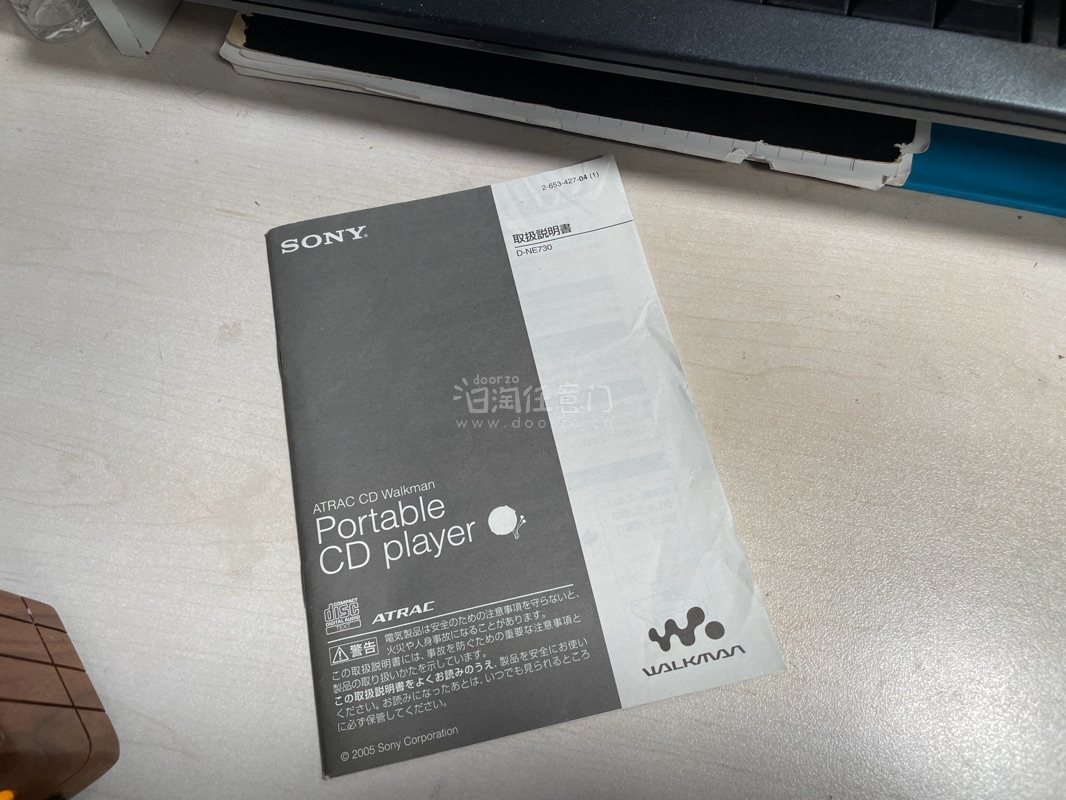 2-653-427-04 (1)
SONY®
取扱説明書
D-NE730
doorzo
汩淘任意门
www.doorzo.cn
ATRAC CD Walkman
Portable
CD player
COMPACT
disc
DIGITAL AUDIO
TEXT
ATRAC
警告
電気製品は安全のための注意事項を守らないと、
火災や人身事故になることがあります。
この取扱説明書には、事故を防ぐための重要な注意事項と
製品の取り扱いかたを示しています。
この取扱説明書をよくお読みのうえ、製品を安全にお使い
ください。お読みになったあとは、いつでも見られるところ
に必ず保管してください。
WALKMAN
© 2005 Sony Corporation